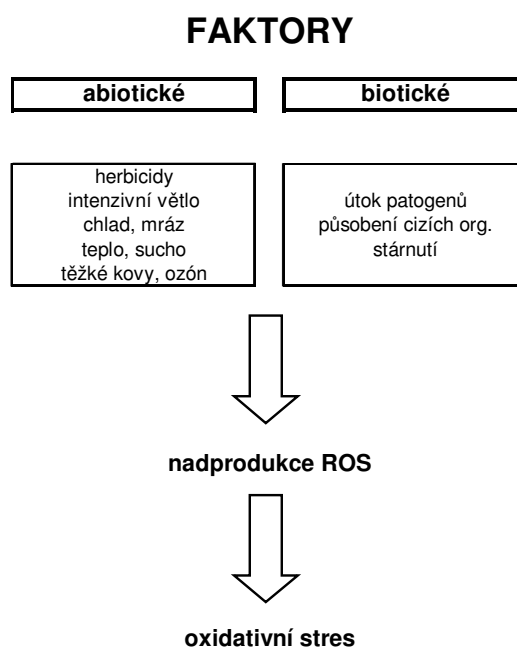 FAKTORY
abiotické
biotické
herbicidy
intenzivní větlo
chlad, mráz
teplo, sucho
těžké kovy, ozón
útok patogenů
působení cizích org.
stárnutí
nadprodukce ROS
oxidativní stres